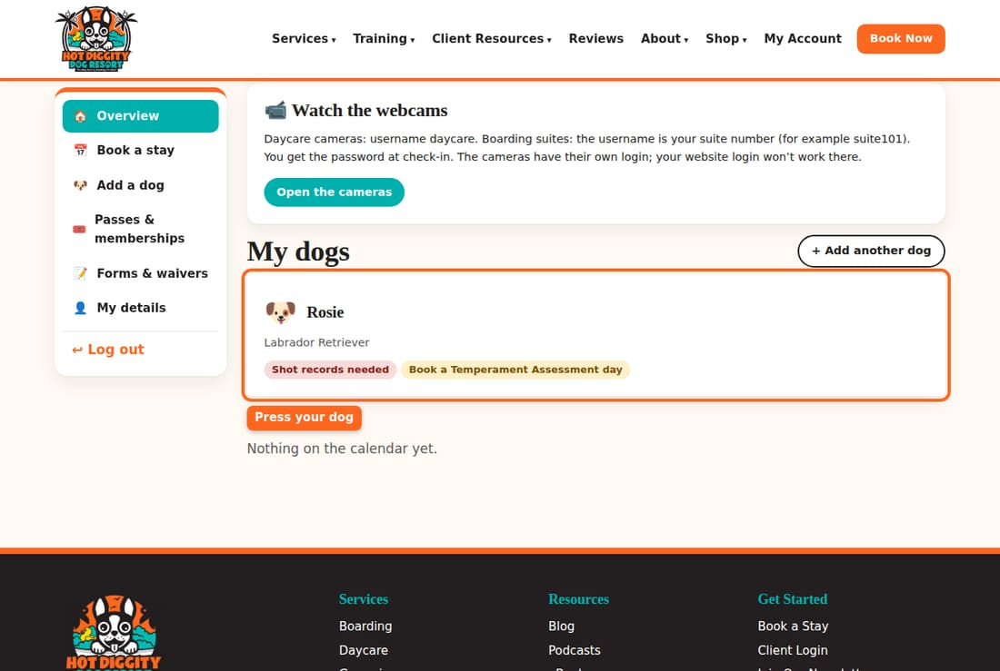 HOT DIGGITY
DOG RESORT
Services ▾
Training ▾
Client Resources ▾
Reviews
About ▾
Shop ▾
My Account
Book Now
Overview
Book a stay
Add a dog
Passes &
memberships
Forms & waivers
My details
↩ Log out
Watch the webcams
Daycare cameras: username daycare. Boarding suites: the username is your suite number (for example suite101).
You get the password at check-in. The cameras have their own login; your website login won’t work there.
Open the cameras
My dogs
+ Add another dog
Rosie
Labrador Retriever
Shot records needed
Book a Temperament Assessment day
Press your dog
Nothing on the calendar yet.
HOT DIGGITY
Services
Boarding
Daycare
Resources
Blog
Podcasts
Get Started
Book a Stay
Client Login